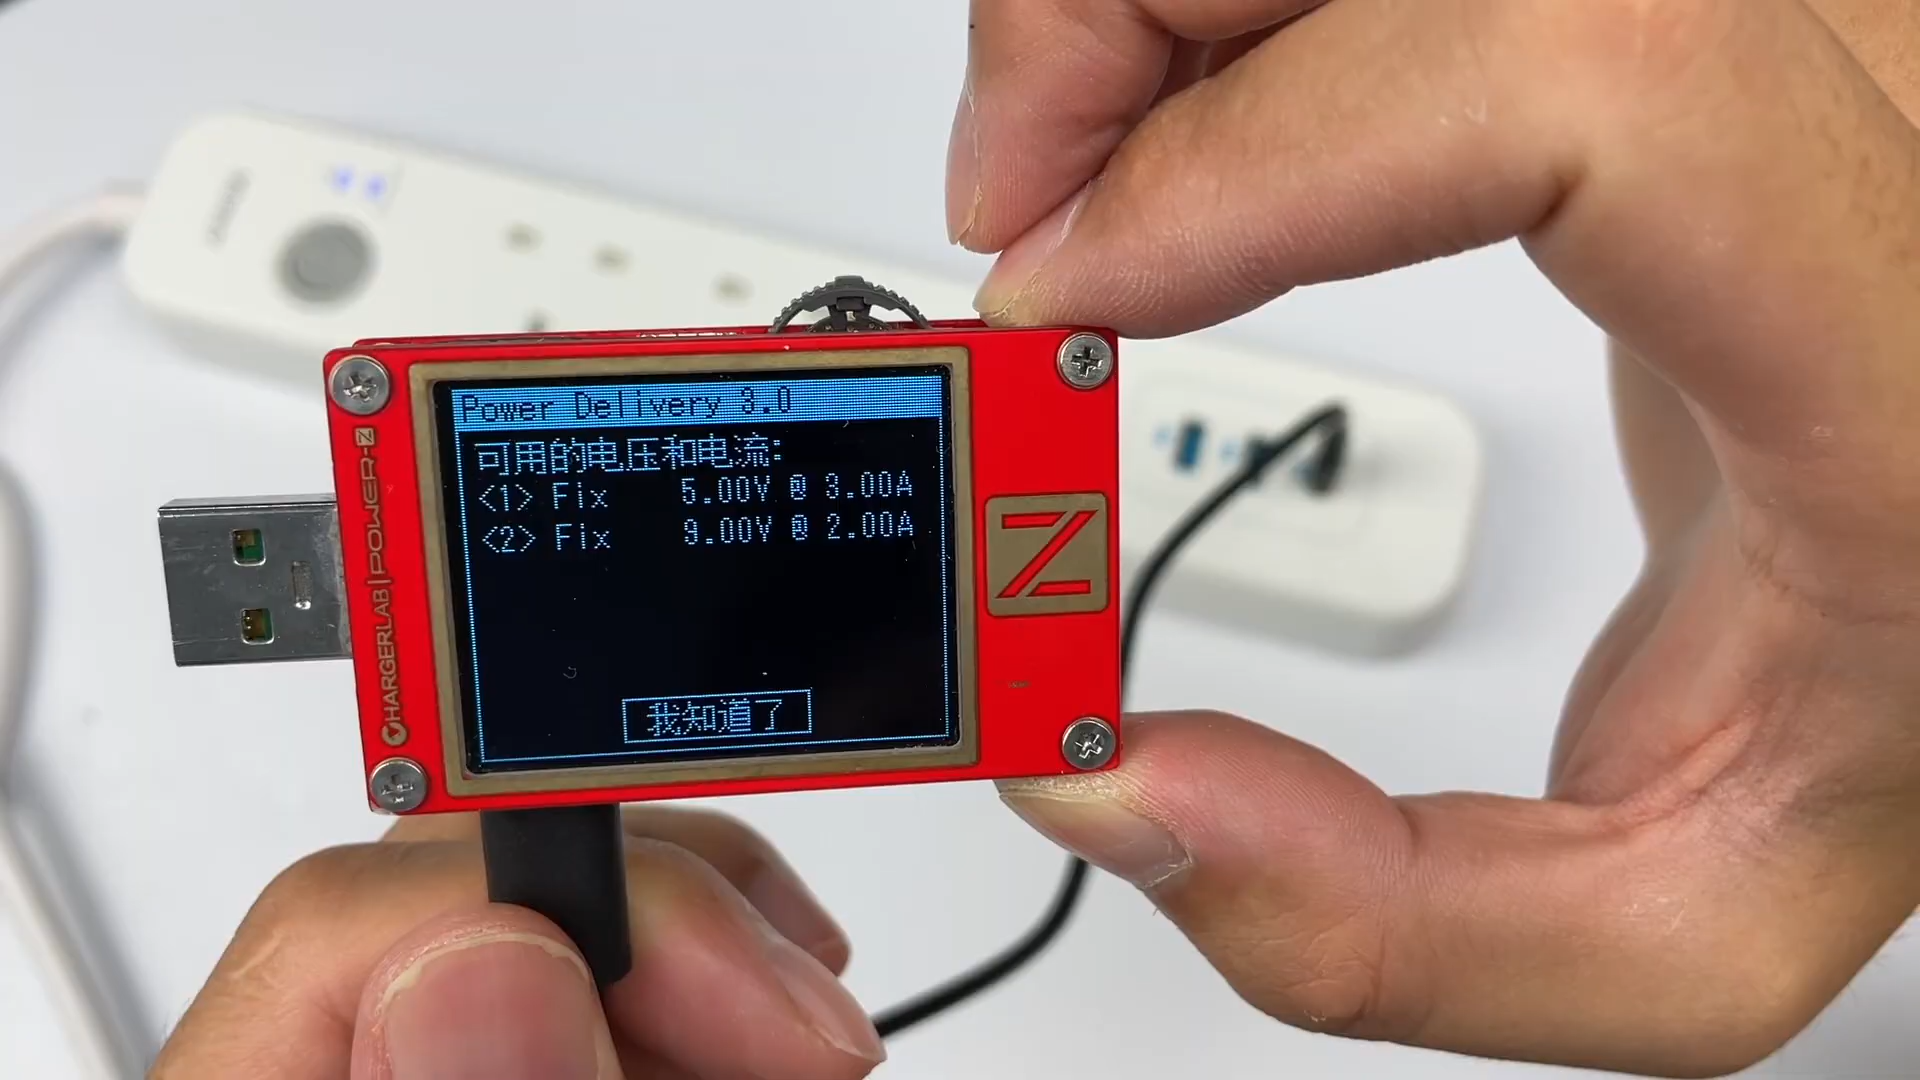 Power Delivery 3.0
可用的电压和电流:
<1> Fix 5.00V @ 3.00A
<2> Fix 9.00V @ 2.00A
我知道了
CHARGERLAB | POWER-Z
Z